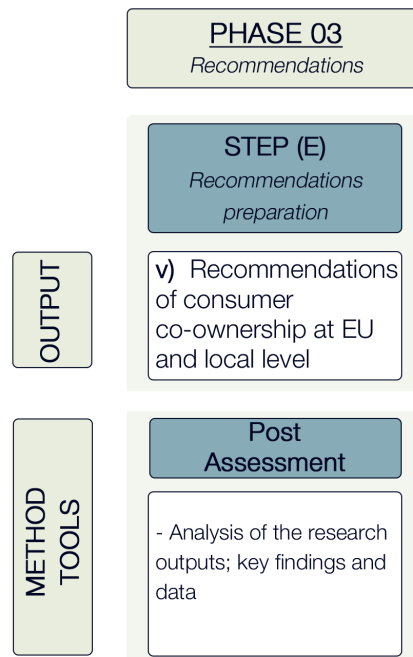 PHASE 03
Recommendations
STEP (E)
Recommendations
preparation
OUTPUT
v) Recommendations
of consumer
co-ownership at EU
and local level
METHOD
TOOLS
Post
Assessment
- Analysis of the research
outputs; key findings and
data